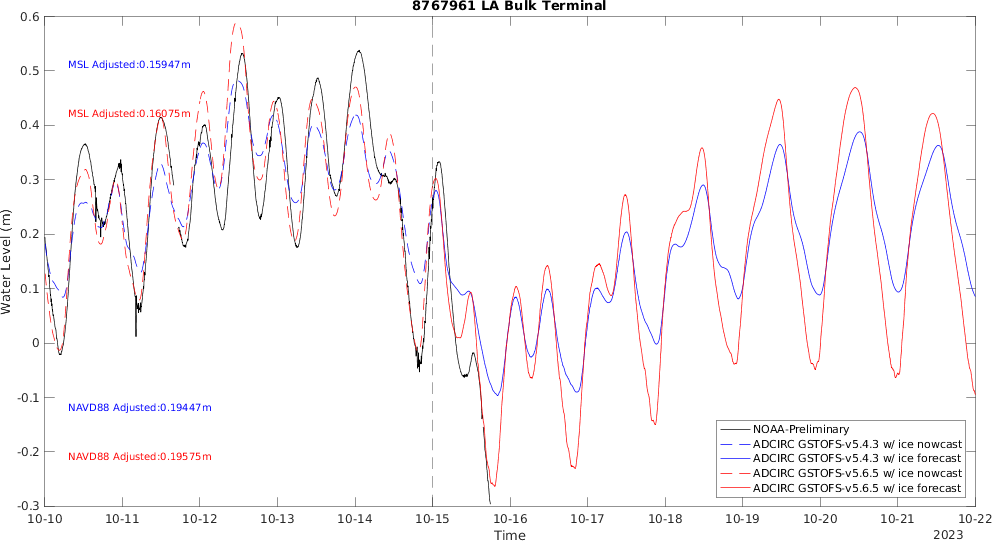 8767961 LA Bulk Terminal
0.6
0.5
0.4
0.3
0.2
0.1
0
-0.1
-0.2
-0.3
Water Level (m)
MSL Adjusted:0.15947m
MSL Adjusted:0.16075m
NAVD88 Adjusted:0.19447m
NAVD88 Adjusted:0.19575m
NOAA-Preliminary
ADCIRC GSTOFS-v5.4.3 w/ ice nowcast
ADCIRC GSTOFS-v5.4.3 w/ ice forecast
ADCIRC GSTOFS-v5.6.5 w/ ice nowcast
ADCIRC GSTOFS-v5.6.5 w/ ice forecast
10-10 10-11 10-12 10-13 10-14 10-15 10-16 10-17 10-18 10-19 10-20 10-21 10-22
Time
2023